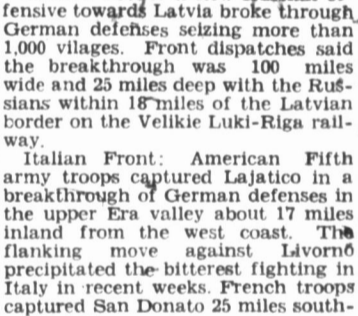 fensive towards Latvia broke through
German defenses seizing more than
1,000 vilages. Front dispatches said
the breakthrough was 100 miles
wide and 25 miles deep with the Rus-
sians within 18 miles of the Latvian
border on the Velikie Luki-Riga rail-
way.
Italian Front: American Fifth
army troops captured Lajatico in a
breakthrough of German defenses in
the upper Era valley about 17 miles
inland from the west coast. The
flanking move against Livorno
precipitated the bitterest fighting in
Italy in recent weeks. French troops
captured San Donato 25 miles south-